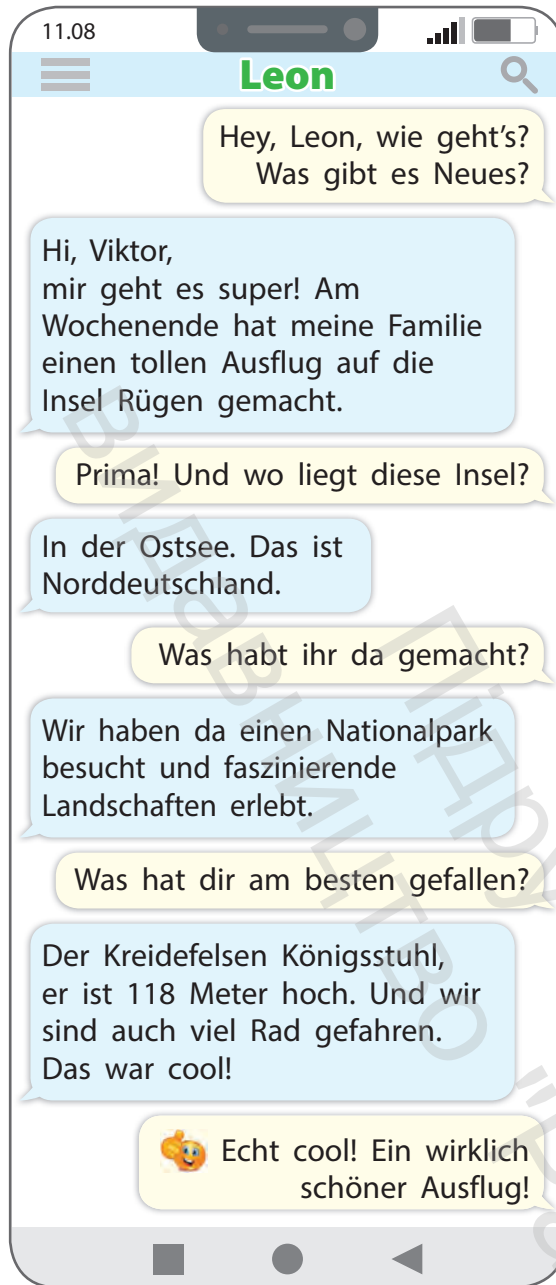 11.08
Leon
Hey, Leon, wie geht’s?
Was gibt es Neues?
Hi, Viktor,
mir geht es super! Am
Wochenende hat meine Familie
einen tollen Ausflug auf die
Insel Rügen gemacht.
Prima! Und wo liegt diese Insel?
In der Ostsee. Das ist
Norddeutschland.
Was habt ihr da gemacht?
Wir haben da einen Nationalpark
besucht und faszinierende
Landschaften erlebt.
Was hat dir am besten gefallen?
Der Kreidefelsen Königsstuhl,
er ist 118 Meter hoch. Und wir
sind auch viel Rad gefahren.
Das war cool!
Echt cool! Ein wirklich
schöner Ausflug!
видавництво